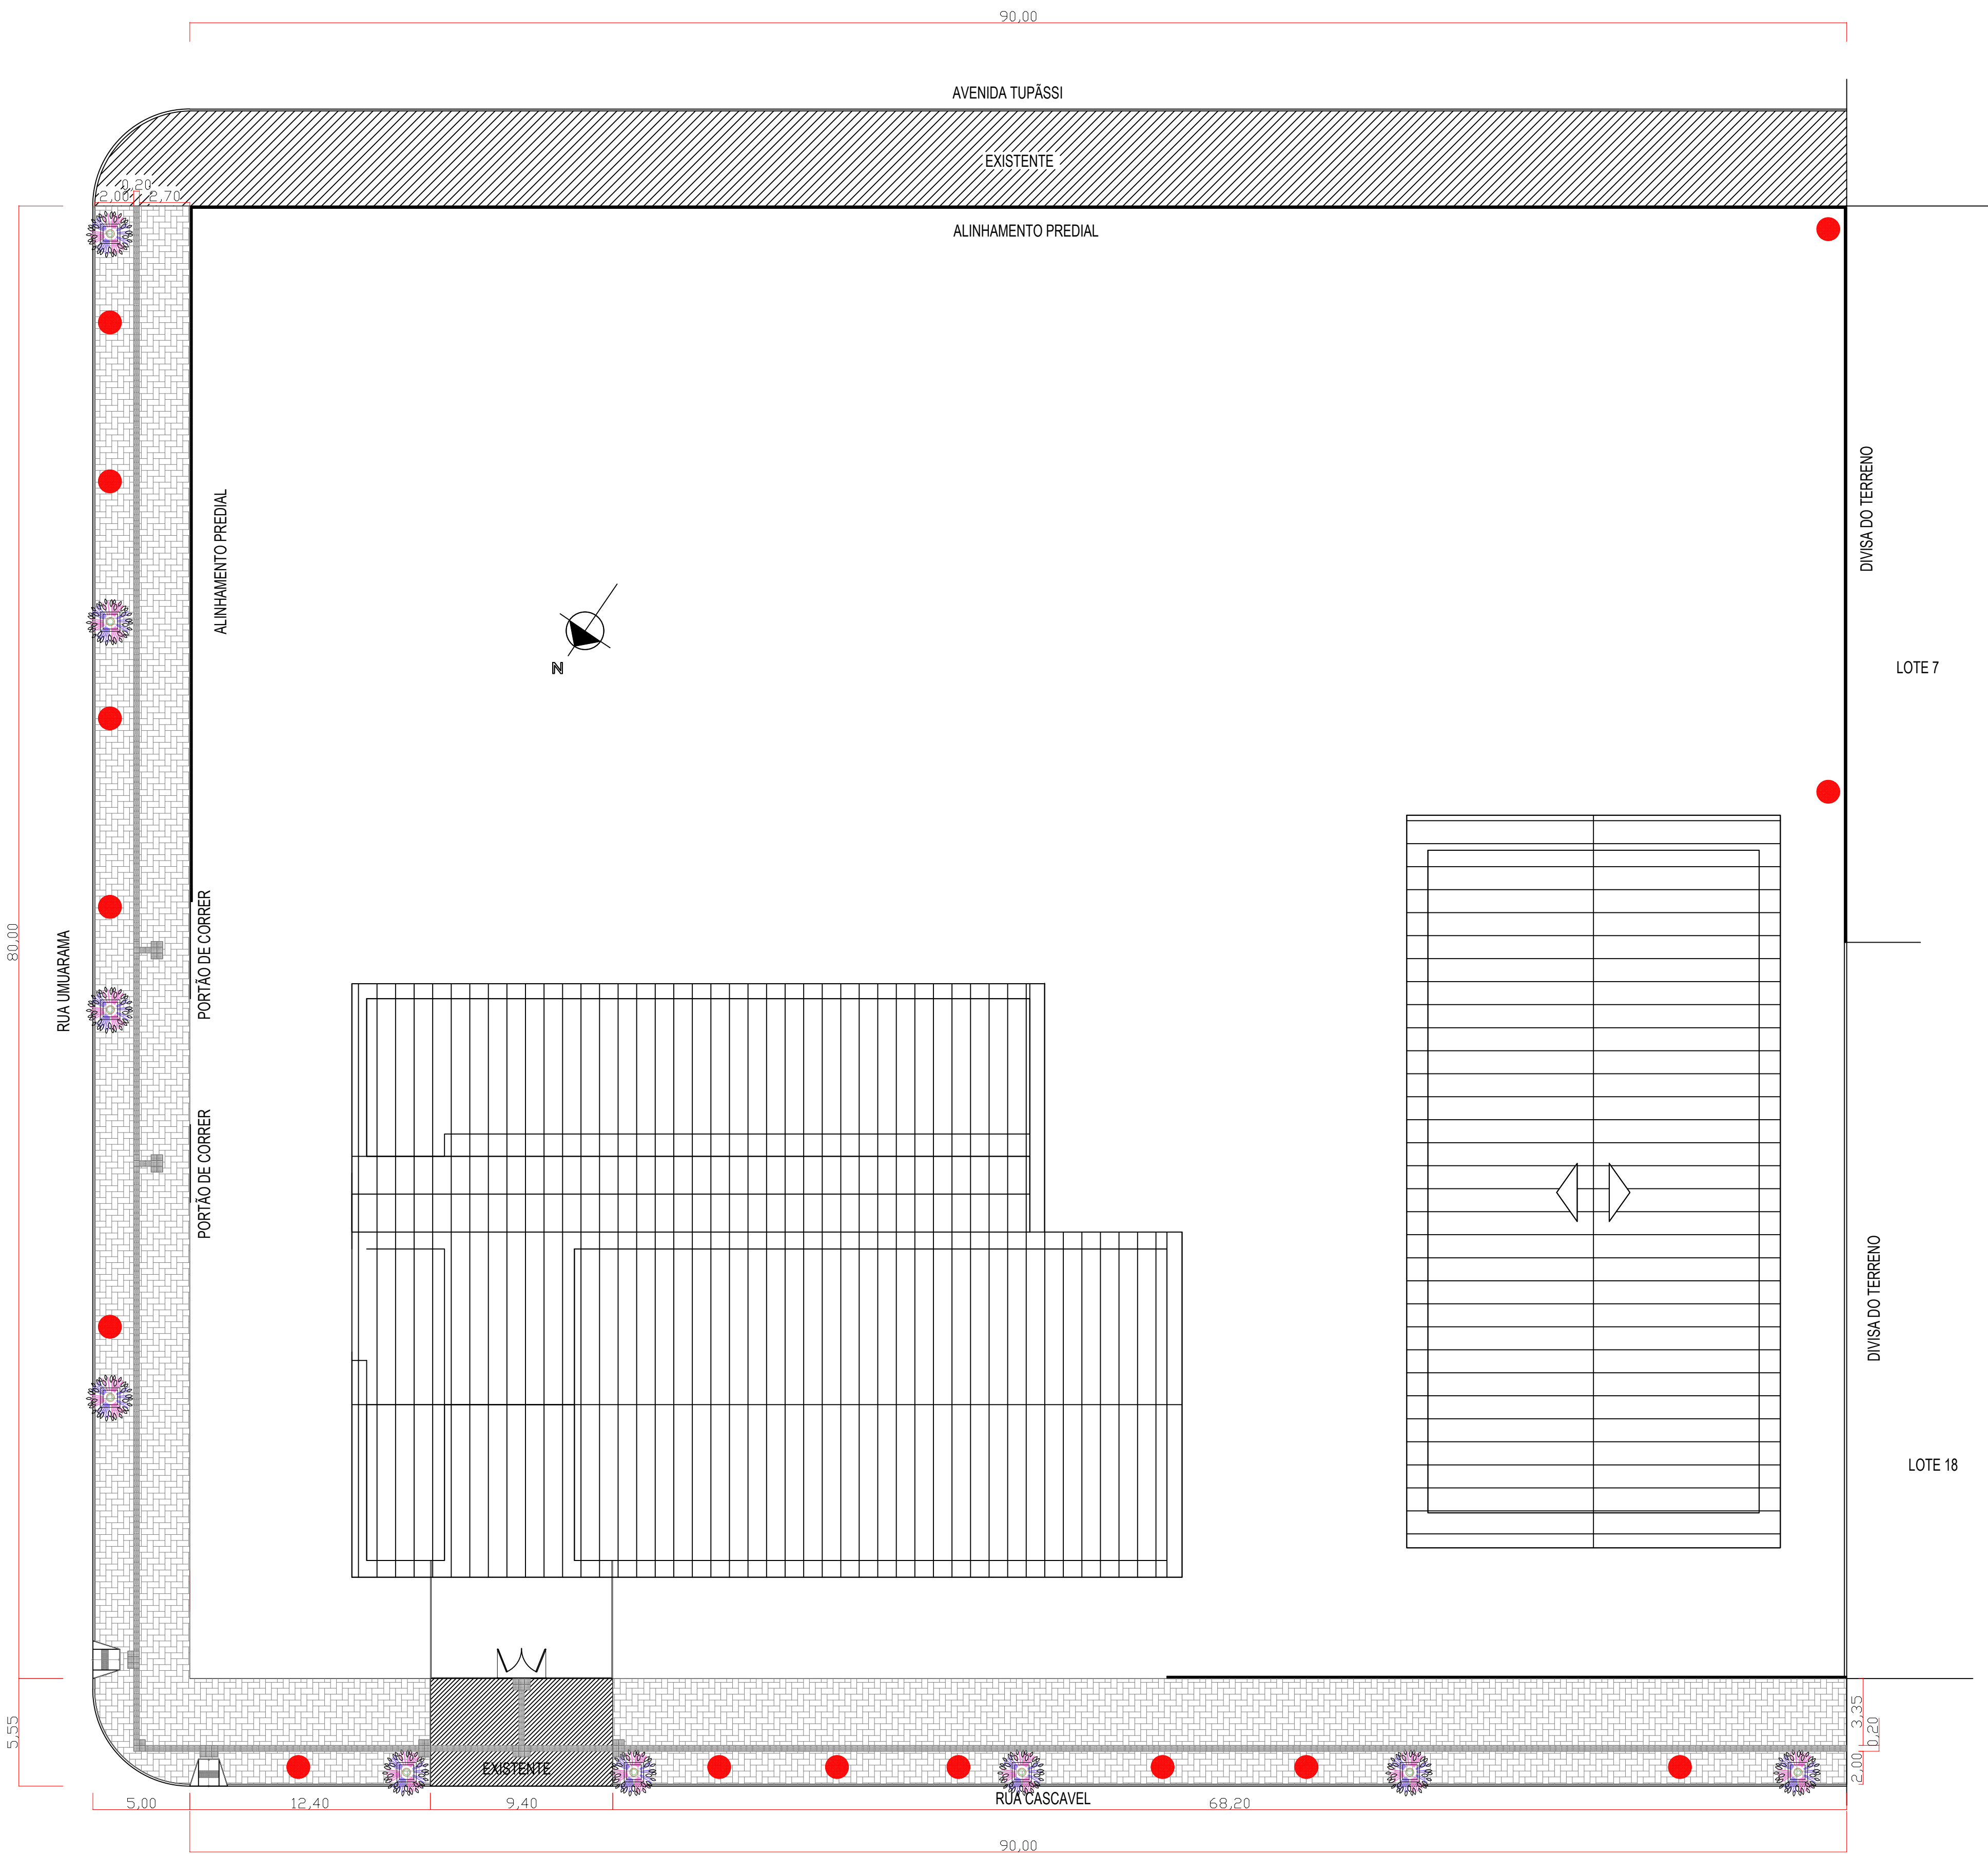 90,00
AVENIDA TUPÃSSI
EXISTENTE
0,20
2,00
2,70
ALINHAMENTO PREDIAL
ALINHAMENTO PREDIAL
DIVISA DO TERRENO
N
LOTE 7
PORTÃO DE CORRER
RUA UMUARAMA
80,00
PORTÃO DE CORRER
DIVISA DO TERRENO
LOTE 18
5,55
3,35
0,20
2,00
EXISTENTE
RUA CASCAVEL
5,00
12,40
9,40
68,20
90,00